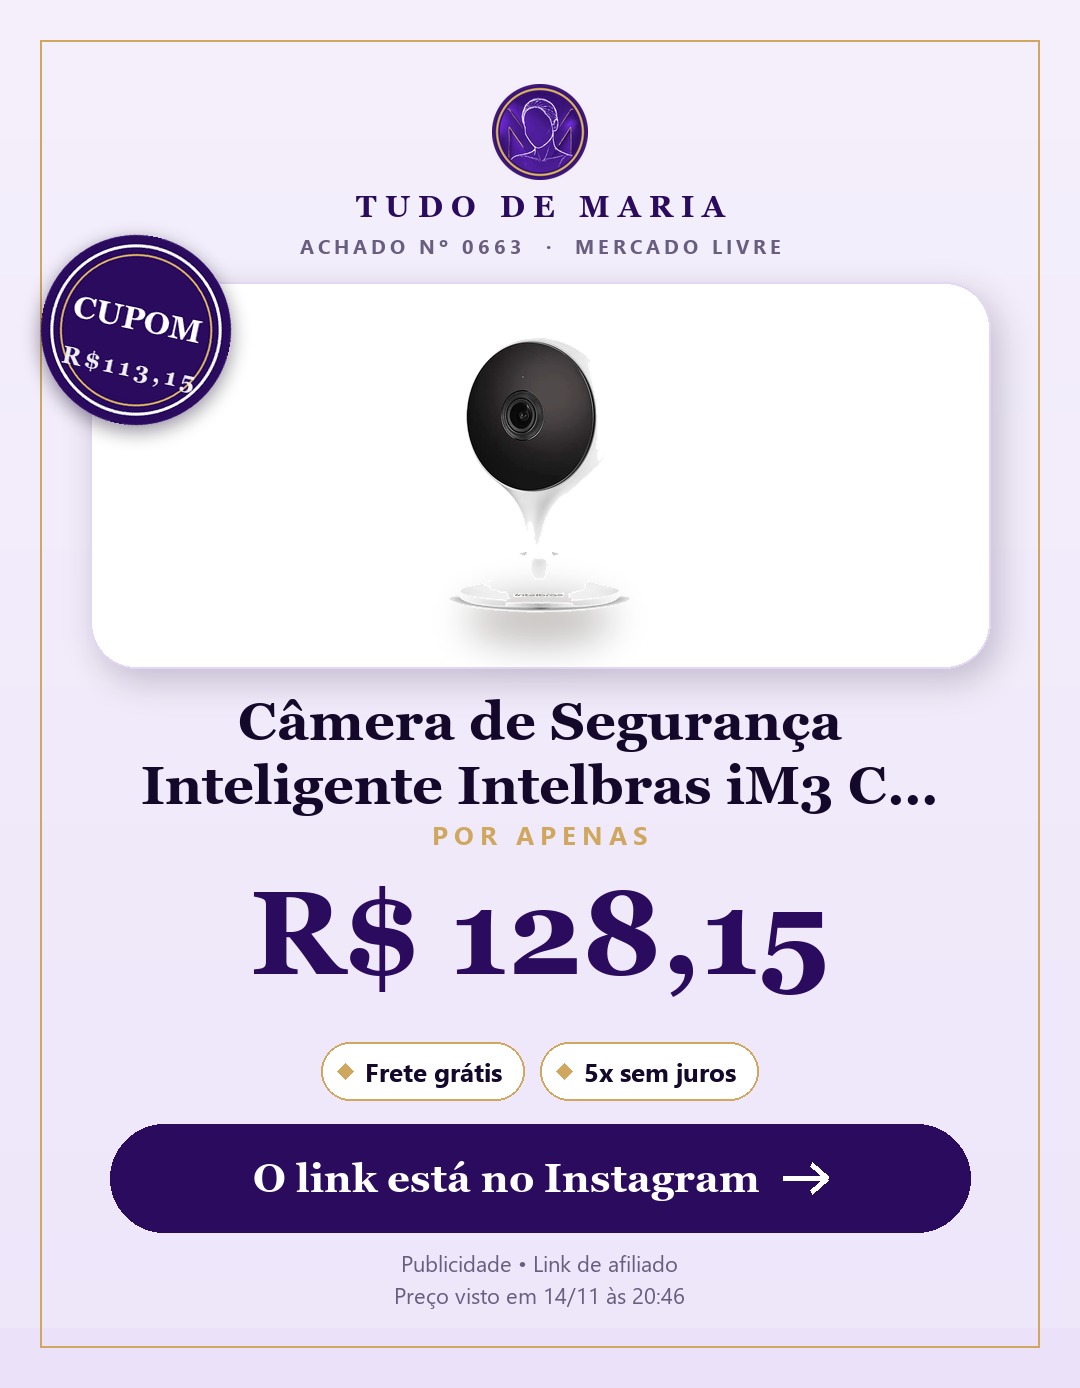 TUDO DE MARIA
ACHADO Nº 0663 · MERCADO LIVRE
CUPOM
R$113,15
intelbras
Câmera de Segurança
Inteligente Intelbras iM3 C...
POR APENAS
R$ 128,15
Frete grátis
5x sem juros
O link está no Instagram →
Publicidade • Link de afiliado
Preço visto em 14/11 às 20:46